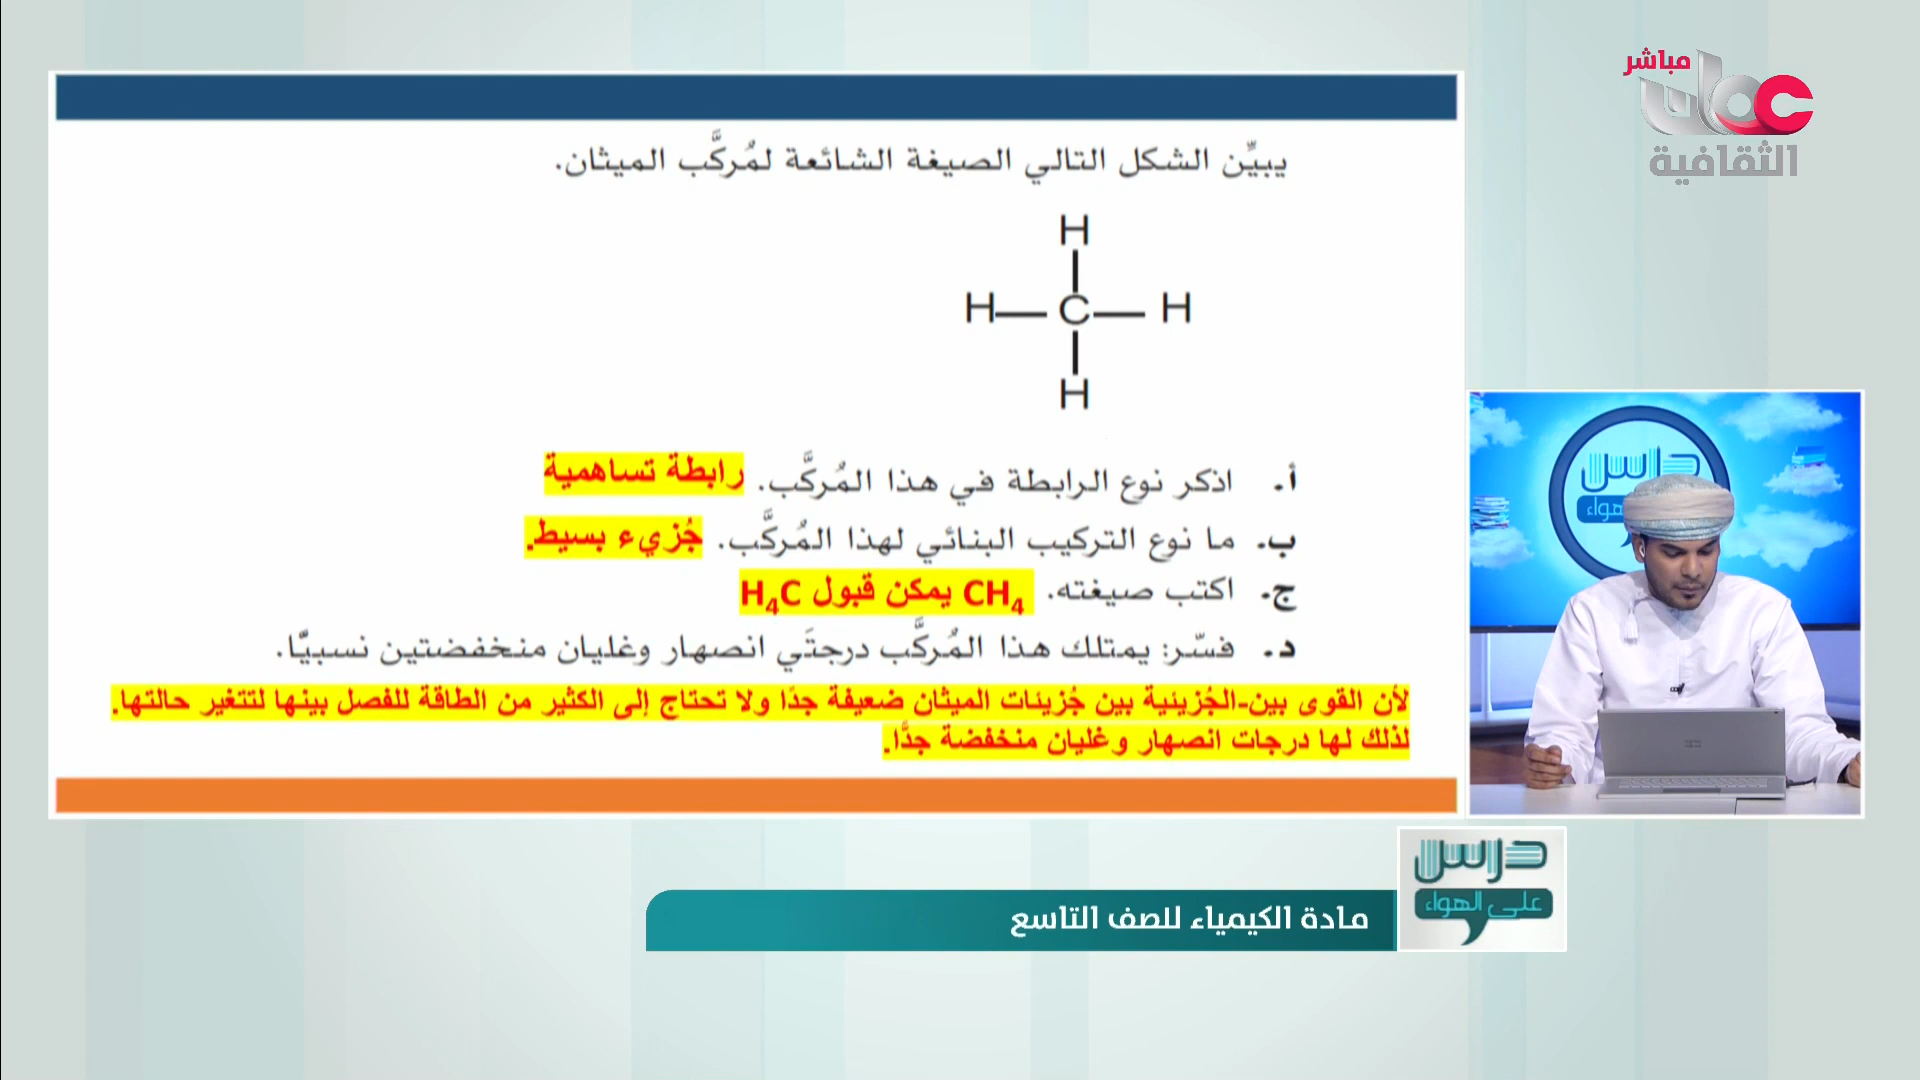 مباشر
عمان
الثقافية
يبيِّن الشكل التالي الصيغة الشائعة لمُركَّب الميثان.
H
H—C—H
H
أ. اذكر نوع الرابطة في هذا المُركَّب. رابطة تساهمية
ب. ما نوع التركيب البنائي لهذا المُركَّب. جُزيء بسيط.
ج. اكتب صيغته. CH₄ يمكن قبول H₄C
د. فسّر: يمتلك هذا المُركَّب درجتَي انصهار وغليان منخفضتين نسبيًّا.
لأن القوى بين-الجُزيئية بين جُزيئات الميثان ضعيفة جدًا ولا تحتاج إلى الكثير من الطاقة للفصل بينها لتتغير حالتها.
لذلك لها درجات انصهار وغليان منخفضة جدًّا.
درس
على الهواء
درس
على الهواء
مادة الكيمياء للصف التاسع